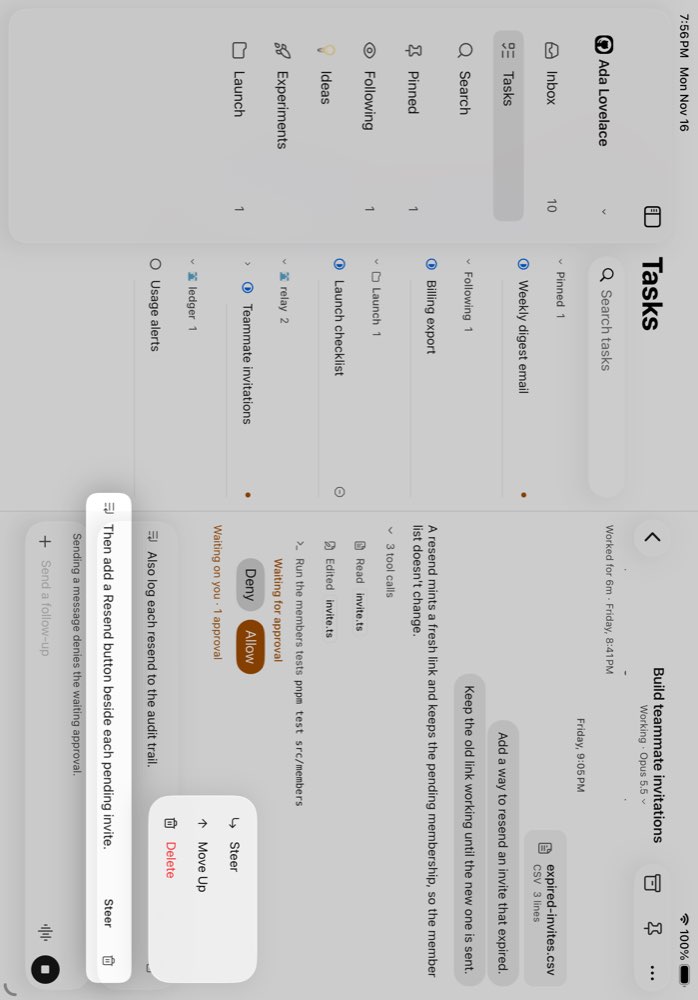 7:56 PM Mon Nov 16
100%
Ada Lovelace
Inbox 10
Tasks
Search
Pinned 1
Following 1
Ideas
Experiments
Launch 1
Tasks
Search tasks
Pinned 1
Weekly digest email
Following 1
Billing export
Launch 1
Launch checklist
relay 2
Teammate invitations
ledger 1
Usage alerts
Build teammate invitations
Working · Opus 5.5
Worked for 6m · Friday, 8:41 PM
Friday, 9:05 PM
expired-invites.csv
CSV 3 lines
Add a way to resend an invite that expired.
Keep the old link working until the new one is sent.
A resend mints a fresh link and keeps the pending membership, so the member
list doesn't change.
3 tool calls
Read invite.ts
Edited invite.ts
Run the members tests pnpm test src/members
Waiting for approval
Deny Allow
Waiting on you · 1 approval
Steer
Move Up
Delete
Also log each resend to the audit trail.
Then add a Resend button beside each pending invite. Steer
Sending a message denies the waiting approval.
Send a follow-up